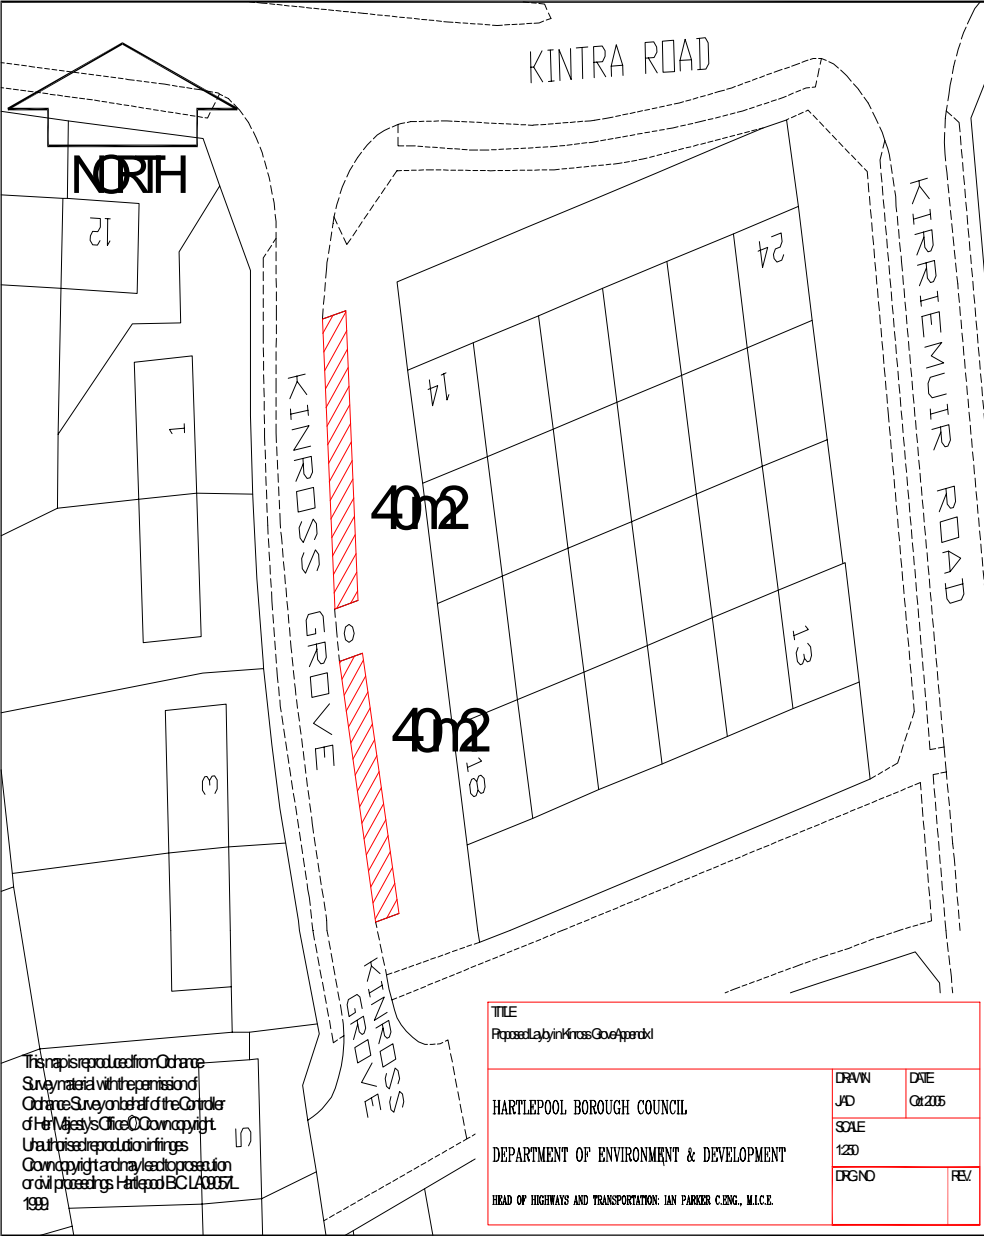 KINTRA ROAD
NORTH
12
24
KIRRIEMUIR ROAD
14
KINROSS GROVE
1
40m2
13
40m2
18
3
KINROSS
GROVE
5
This map is reproduced from Ordnance
Survey material with the permission of
Ordnance Survey on behalf of the Controller
of Her Majesty's Office (C) Crown copyright.
Unauthorised reproduction infringes
Crown copyright and may lead to prosecution
or civil proceedings. Hartlepool B.C. LA09057L
1999.
TITLE
Proposed Layby in Kinross Grove Appendix I
HARTLEPOOL BOROUGH COUNCIL
DEPARTMENT OF ENVIRONMENT & DEVELOPMENT
HEAD OF HIGHWAYS AND TRANSPORTATION: IAN PARKER C.ENG., M.I.C.E.
DRAWN
JAD
DATE
Oct 2005
SCALE
1:250
DRG.NO
REV.